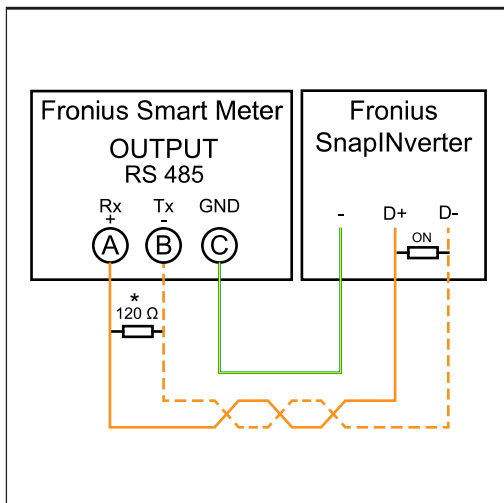 Fronius Smart Meter
OUTPUT
RS 485
Rx Tx GND
+ -
A B C
*
120 Ω
Fronius
SnapINverter
- D+ D-
ON